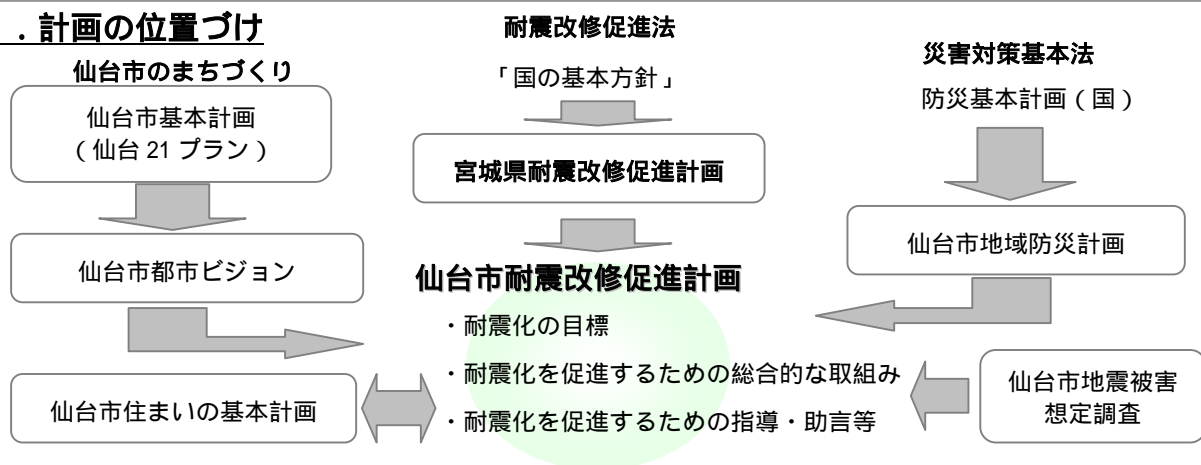 ．計画の位置づけ
仙台市のまちづくり
仙台市基本計画
（仙台 21 プラン）
仙台市都市ビジョン
仙台市住まいの基本計画
耐震改修促進法
「国の基本方針」
宮城県耐震改修促進計画
仙台市耐震改修促進計画
・耐震化の目標
・耐震化を促進するための総合的な取組み
・耐震化を促進するための指導・助言等
災害対策基本法
防災基本計画（国）
仙台市地域防災計画
仙台市地震被害
想定調査